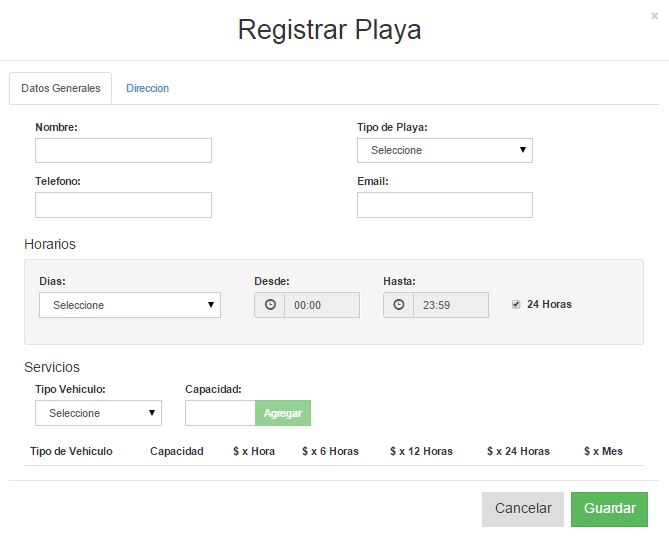 ×
Registrar Playa
Datos Generales Direccion
Nombre: Tipo de Playa:
Seleccione
Telefono: Email:
Horarios
Dias: Desde: Hasta:
Seleccione 00:00 23:59 24 Horas
Servicios
Tipo Vehiculo: Capacidad:
Seleccione Agregar
Tipo de Vehiculo Capacidad $ x Hora $ x 6 Horas $ x 12 Horas $ x 24 Horas $ x Mes
Cancelar Guardar